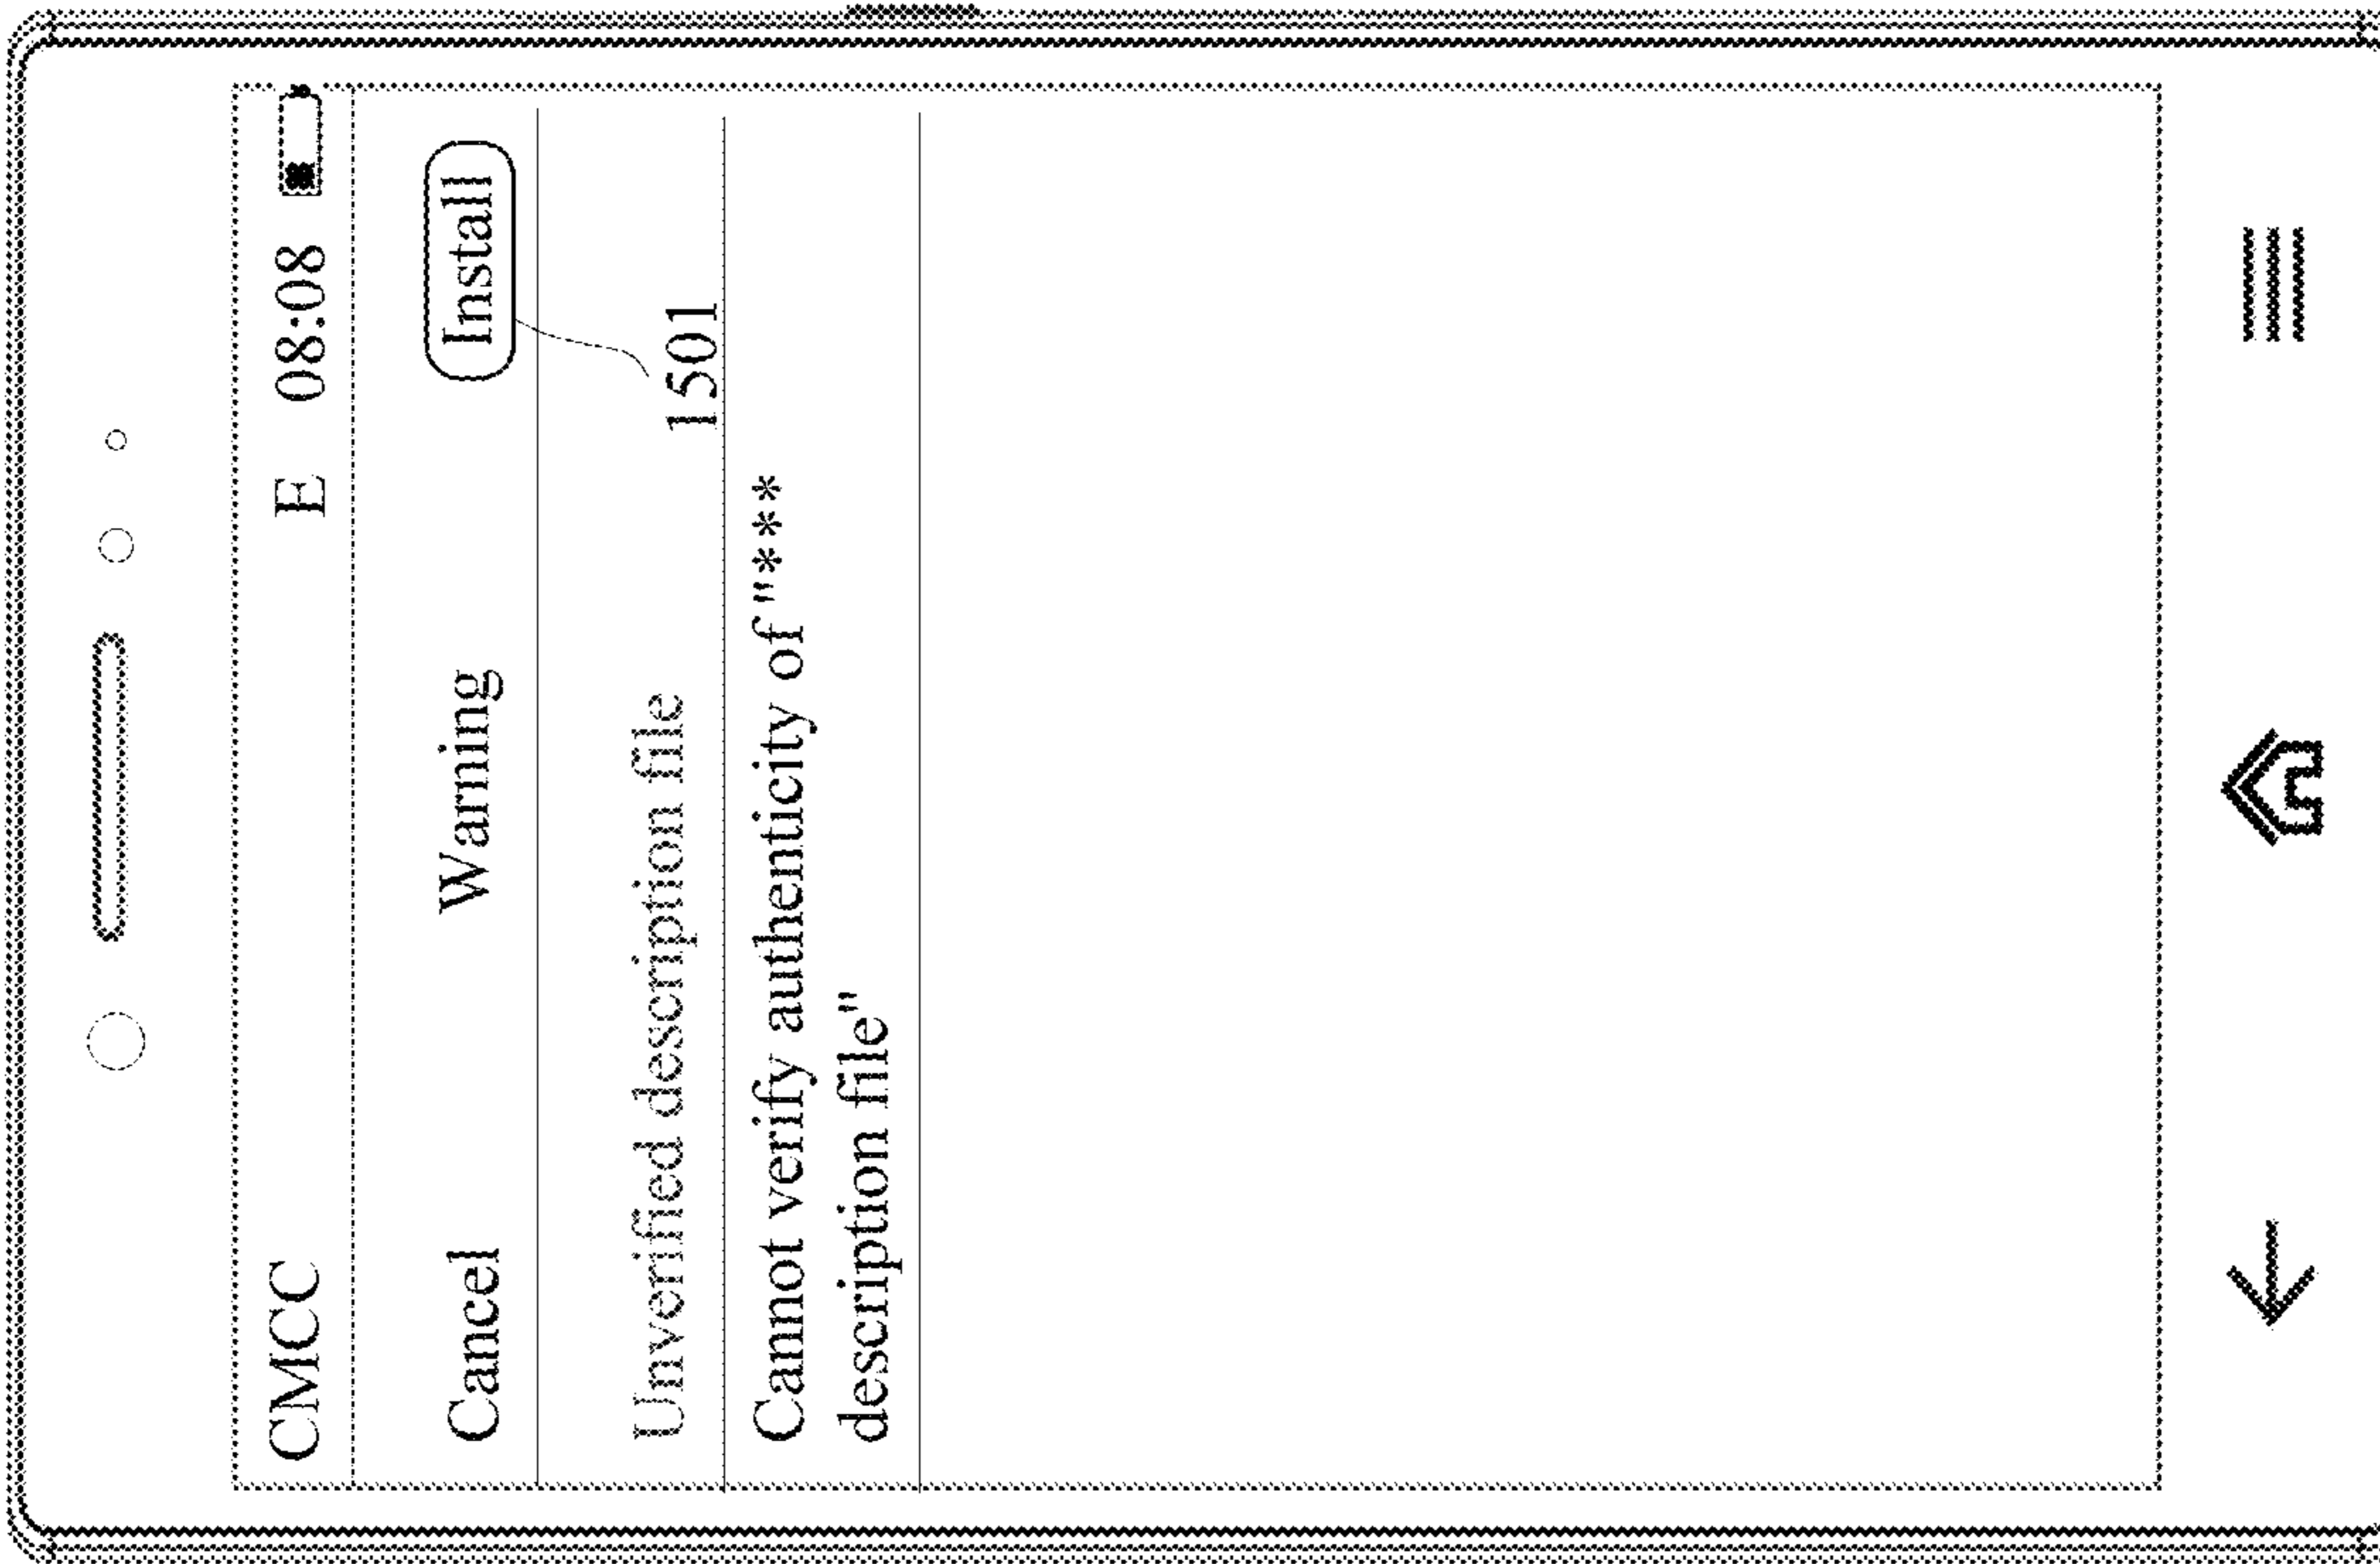 CMCC E 08:08
Cancel Warning Install
1501
Unverified description file
Cannot verify authenticity of "***
description file"